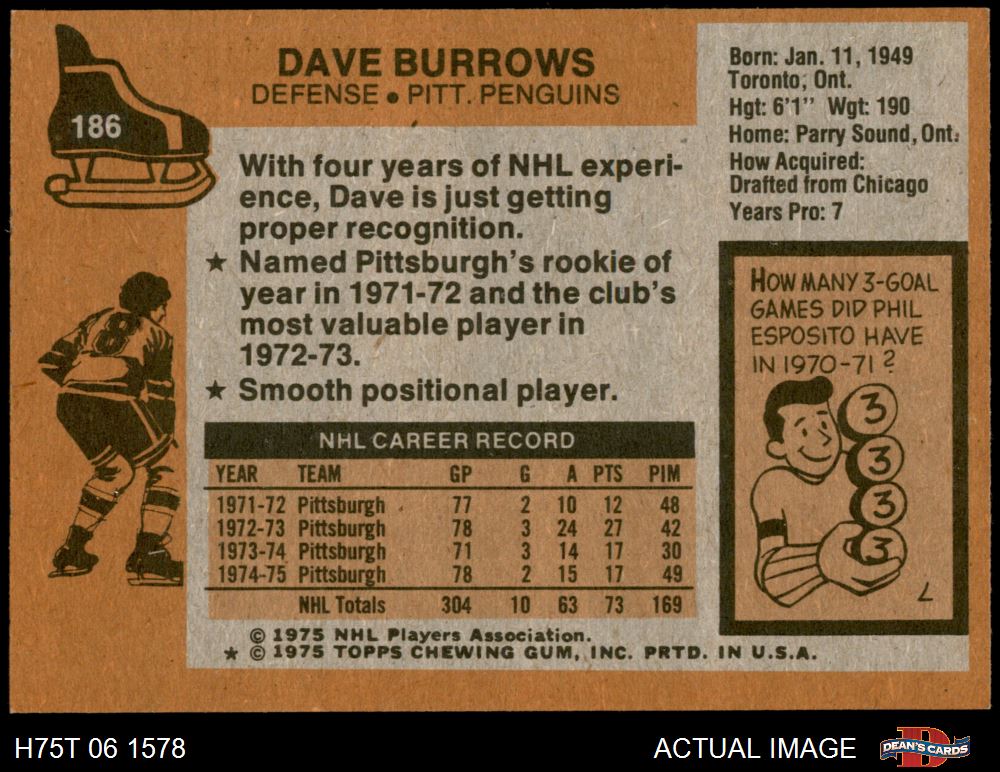 186
DAVE BURROWS
DEFENSE • PITT. PENGUINS
Born: Jan. 11, 1949
Toronto, Ont.
Hgt: 6'1" Wgt: 190
Home: Parry Sound, Ont.
How Acquired:
Drafted from Chicago
Years Pro: 7
With four years of NHL experi-
ence, Dave is just getting
proper recognition.
★ Named Pittsburgh's rookie of
year in 1971-72 and the club's
most valuable player in
1972-73.
★ Smooth positional player.
8
NHL CAREER RECORD
YEAR TEAM GP G A PTS PIM
1971-72 Pittsburgh 77 2 10 12 48
1972-73 Pittsburgh 78 3 24 27 42
1973-74 Pittsburgh 71 3 14 17 30
1974-75 Pittsburgh 78 2 15 17 49
NHL Totals 304 10 63 73 169
© 1975 NHL Players Association.
★ © 1975 TOPPS CHEWING GUM, INC. PRTD. IN U.S.A.
HOW MANY 3-GOAL
GAMES DID PHIL
ESPOSITO HAVE
IN 1970-71?
3
3
3
3
L
H75T 06 1578
ACTUAL IMAGE
D
DEAN'S CARDS